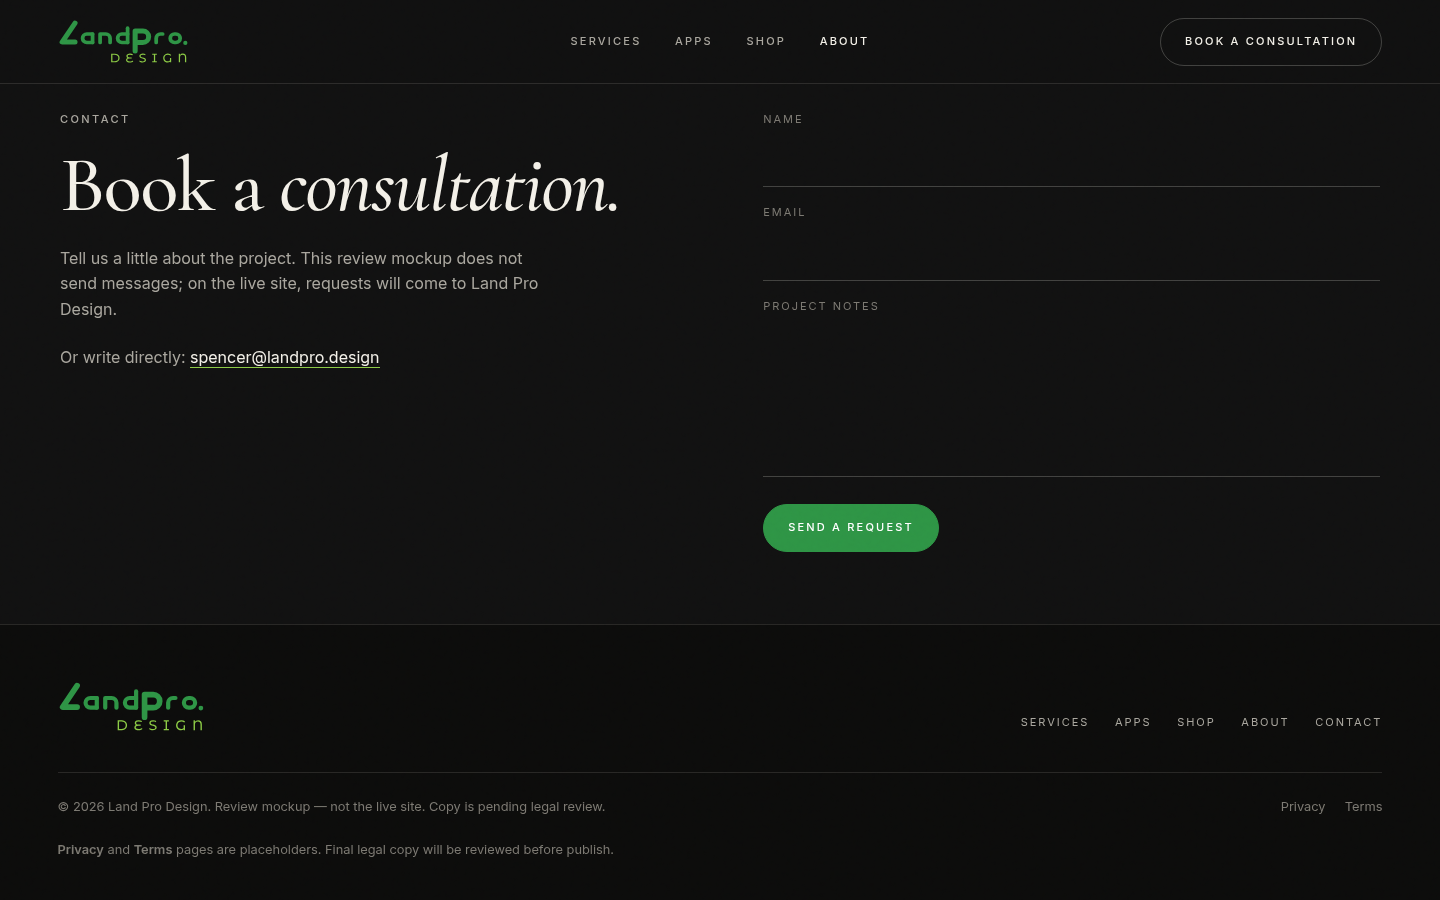 LandPro.
DESIGN
SERVICES
APPS
SHOP
ABOUT
BOOK A CONSULTATION
CONTACT
Book a consultation.
Tell us a little about the project. This review mockup does not
send messages; on the live site, requests will come to Land Pro
Design.
Or write directly: spencer@landpro.design
NAME
EMAIL
PROJECT NOTES
SEND A REQUEST
LandPro.
DESIGN
SERVICES
APPS
SHOP
ABOUT
CONTACT
© 2026 Land Pro Design. Review mockup — not the live site. Copy is pending legal review.
Privacy
Terms
Privacy and Terms pages are placeholders. Final legal copy will be reviewed before publish.